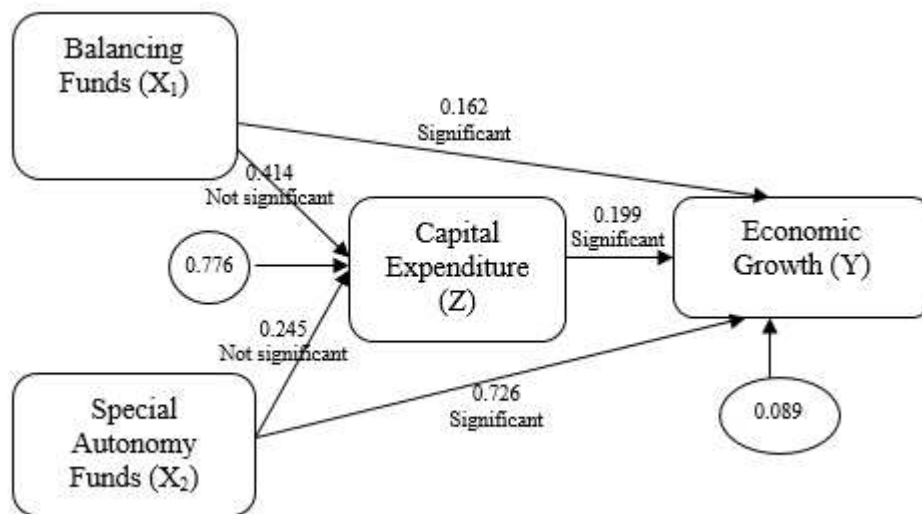 Balancing
Funds (X₁)
0.162
Significant
0.414
Not significant
0.776
Capital
Expenditure
(Z)
0.199
Significant
Economic
Growth (Y)
0.245
Not significant
0.726
Significant
0.089
Special
Autonomy
Funds (X₂)